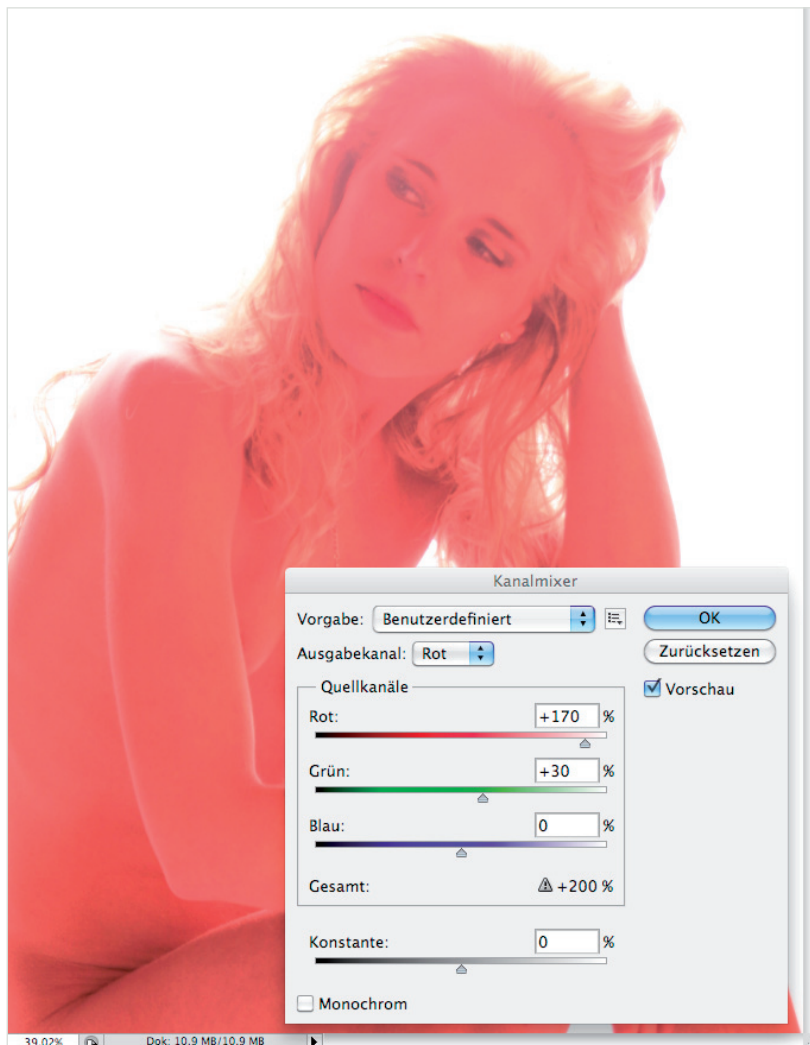 Kanalmixer
Vorgabe: Benutzerdefiniert
OK
Ausgabekanal: Rot
Zurücksetzen
Quellkanäle
Vorschau
Rot: +170 %
Grün: +30 %
Blau: 0 %
Gesamt: +200 %
Konstante: 0 %
Monochrom
39,02% Dok: 10,9 MB/10,9 MB